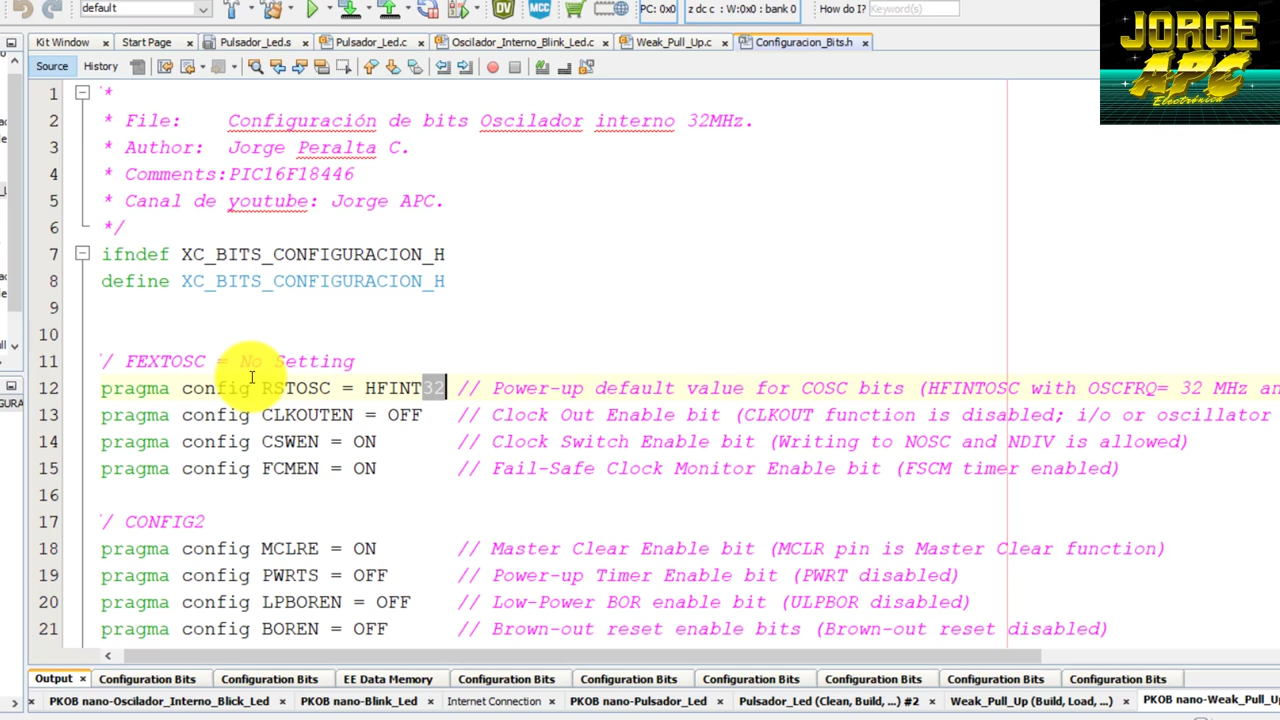 default
PC: 0x0
z dc c : W:0x0 : bank 0
How do I?
Keyword(s)
DV
MCC
JORGE
APC
Electrónica
Kit Window
Start Page
Pulsador_Led.s
Pulsador_Led.c
Oscilador_Interno_Blink_Led.c
Weak_Pull_Up.c
Configuracion_Bits.h
Source
History
1 *
2 * File: Configuración de bits Oscilador interno 32MHz.
3 * Author: Jorge Peralta C.
4 * Comments:PIC16F18446
5 * Canal de youtube: Jorge APC.
6 */
7 ifndef XC_BITS_CONFIGURACION_H
8 define XC_BITS_CONFIGURACION_H
9
10
11 / FEXTOSC = No Setting
12 pragma config RSTOSC = HFINT32 // Power-up default value for COSC bits (HFINTOSC with OSCFRQ= 32 MHz an
13 pragma config CLKOUTEN = OFF // Clock Out Enable bit (CLKOUT function is disabled; i/o or oscillator
14 pragma config CSWEN = ON // Clock Switch Enable bit (Writing to NOSC and NDIV is allowed)
15 pragma config FCMEN = ON // Fail-Safe Clock Monitor Enable bit (FSCM timer enabled)
16
17 / CONFIG2
18 pragma config MCLRE = ON // Master Clear Enable bit (MCLR pin is Master Clear function)
19 pragma config PWRTS = OFF // Power-up Timer Enable bit (PWRT disabled)
20 pragma config LPBOREN = OFF // Low-Power BOR enable bit (ULPBOR disabled)
21 pragma config BOREN = OFF // Brown-out reset enable bits (Brown-out reset disabled)
Output
Configuration Bits
Configuration Bits
EE Data Memory
Configuration Bits
Configuration Bits
Configuration Bits
Configuration Bits
Configuration Bits
Configuration Bits
PKOB nano-Oscilador_Interno_Blick_Led
PKOB nano-Blink_Led
Internet Connection
PKOB nano-Pulsador_Led
Pulsador_Led (Clean, Build, ...) #2
Weak_Pull_Up (Build, Load, ...)
PKOB nano-Weak_Pull_Up